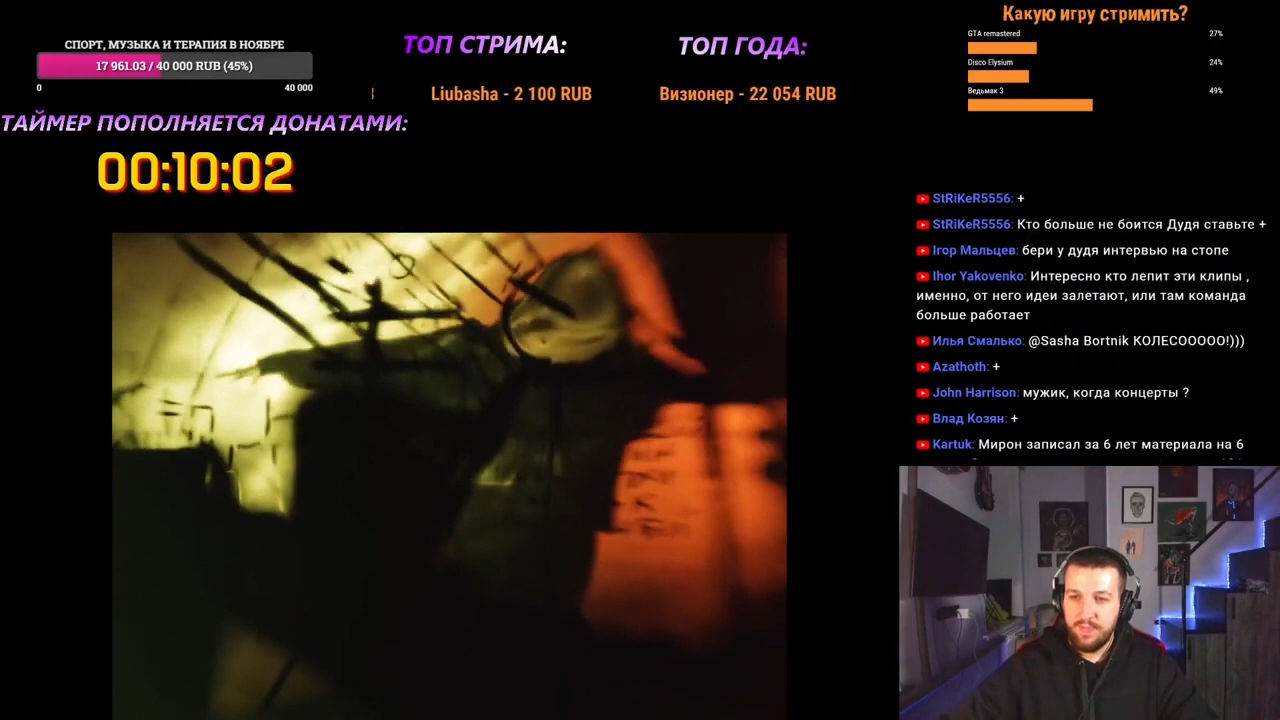 СПОРТ, МУЗЫКА И ТЕРАПИЯ В НОЯБРЕ
17 961.03 / 40 000 RUB (45%)
0
40 000
ТОП СТРИМА:
Liubasha - 2 100 RUB
ТОП ГОДА:
Визионер - 22 054 RUB
Какую игру стримить?
GTA remastered
27%
Disco Elysium
24%
Ведьмак 3
49%
ТАЙМЕР ПОПОЛНЯЕТСЯ ДОНАТАМИ:
00:10:02
StRiKeR5556: +
StRiKeR5556: Кто больше не боится Дудя ставьте +
Ігор Мальцев: бери у дудя интервью на стопе
Ihor Yakovenko: Интересно кто лепит эти клипы ,
именно, от него идеи залетают, или там команда
больше работает
Илья Смалько: @Sasha Bortnik КОЛЕСООООО!)))
Azathoth: +
John Harrison: мужик, когда концерты ?
Влад Козян: +
Kartuk: Мирон записал за 6 лет материала на 6